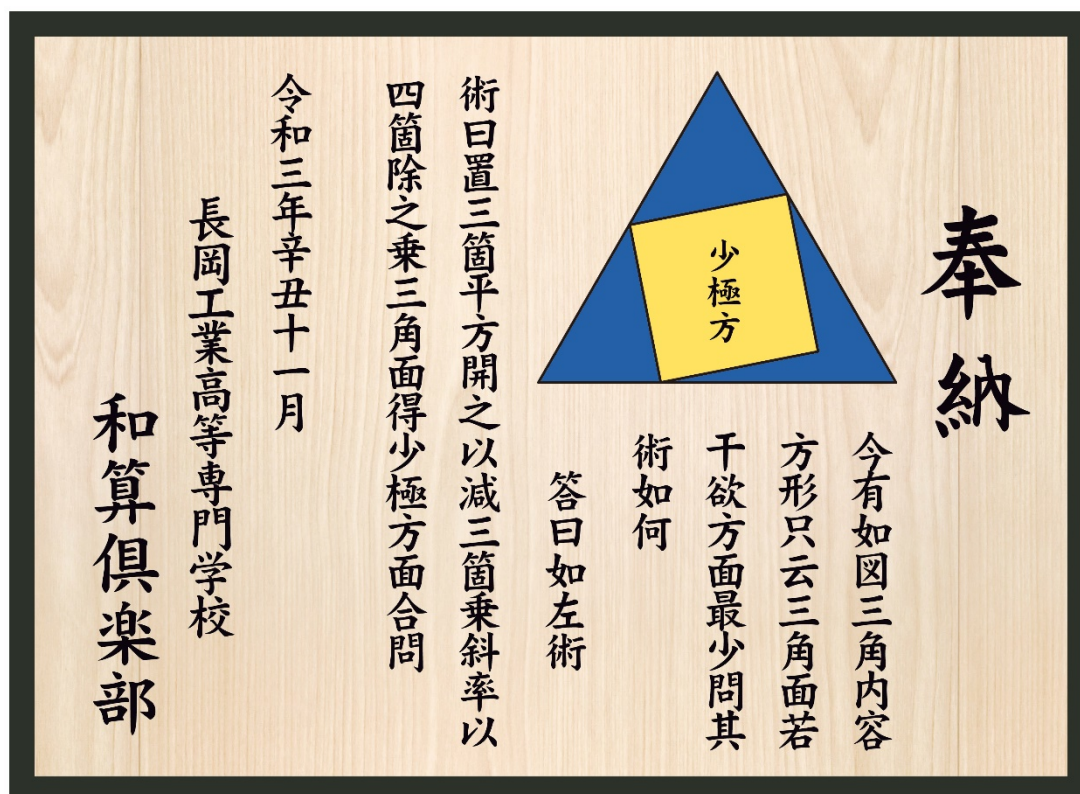 奉納
今有如図三角内容
方形只云三角面若
干欲方面最少問其
術如何
答曰如左術
少極方
術曰置三箇平方開之以減三箇乗斜率以
四箇除之乗三角面得少極方面合問
令和三年辛丑十一月
長岡工業高等専門学校
和算倶楽部